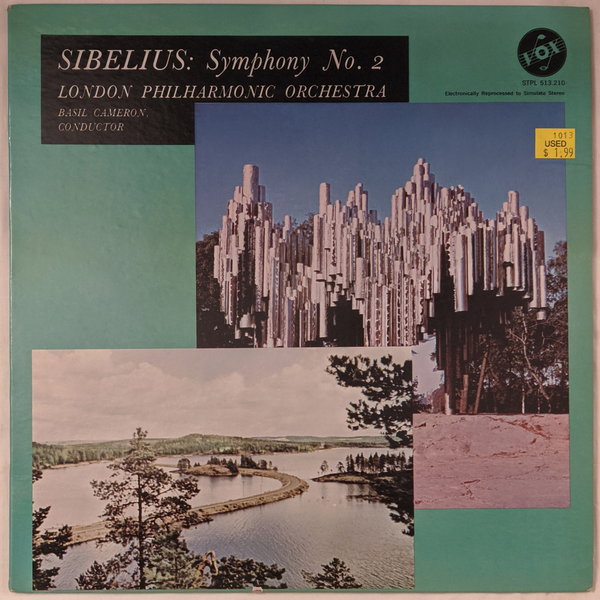 SIBELIUS: Symphony No. 2
LONDON PHILHARMONIC ORCHESTRA
BASIL CAMERON,
CONDUCTOR
VOX
STPL 513.210
Electronically Reprocessed to Simulate Stereo
1013
USED
$ 1.99